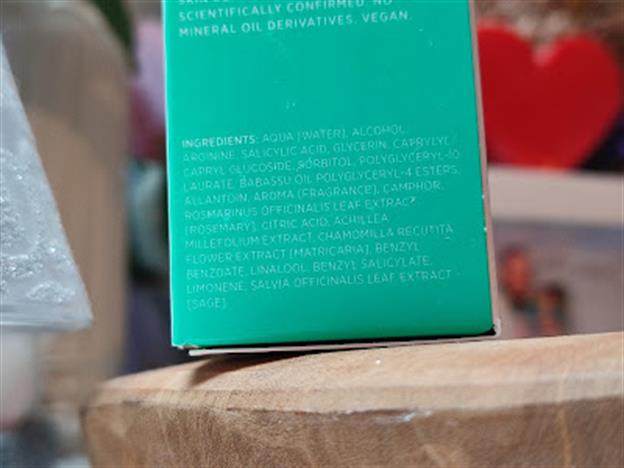 SCIENTIFICALLY CONFIRMED. NO
MINERAL OIL DERIVATIVES. VEGAN.
INGREDIENTS: AQUA [WATER], ALCOHOL,
ARGININE, SALICYLIC ACID, GLYCERIN, CAPRYLYL/
CAPRYL GLUCOSIDE, SORBITOL, POLYGLYCERYL-10
LAURATE, BABASSU OIL POLYGLYCERYL-4 ESTERS,
ALLANTOIN, AROMA [FRAGRANCE], CAMPHOR,
ROSMARINUS OFFICINALIS LEAF EXTRACT
[ROSEMARY], CITRIC ACID, ACHILLEA
MILLEFOLIUM EXTRACT, CHAMOMILLA RECUTITA
FLOWER EXTRACT [MATRICARIA], BENZYL
BENZOATE, LINALOOL, BENZYL SALICYLATE,
LIMONENE, SALVIA OFFICINALIS LEAF EXTRACT
[SAGE].